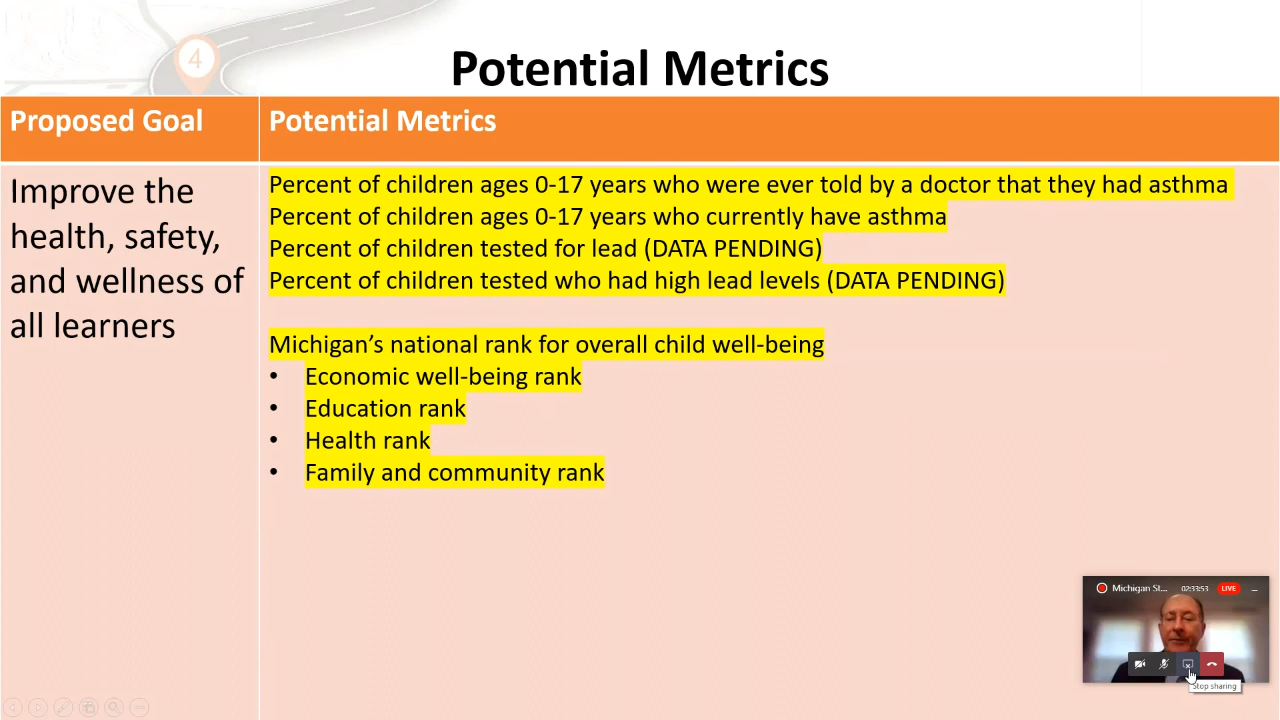 4
Potential Metrics
Proposed Goal
Potential Metrics
Improve the
health, safety,
and wellness of
all learners
Percent of children ages 0-17 years who were ever told by a doctor that they had asthma
Percent of children ages 0-17 years who currently have asthma
Percent of children tested for lead (DATA PENDING)
Percent of children tested who had high lead levels (DATA PENDING)
Michigan’s national rank for overall child well-being
• Economic well-being rank
• Education rank
• Health rank
• Family and community rank
Michigan St... 02:33:53 LIVE
Stop sharing